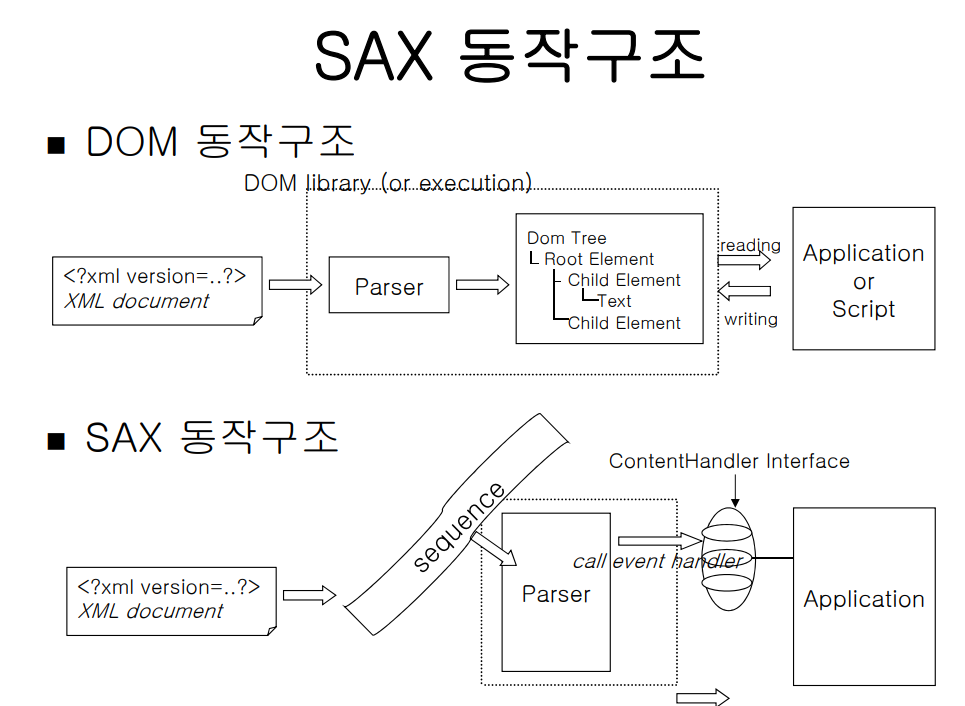 SAX 동작구조
■ DOM 동작구조
DOM library (or execution)
<?xml version=..?>
XML document
Parser
Dom Tree
Root Element
Child Element
Text
Child Element
reading
writing
Application
or
Script
■ SAX 동작구조
sequence
ContentHandler Interface
<?xml version=..?>
XML document
call event handler
Parser
Application